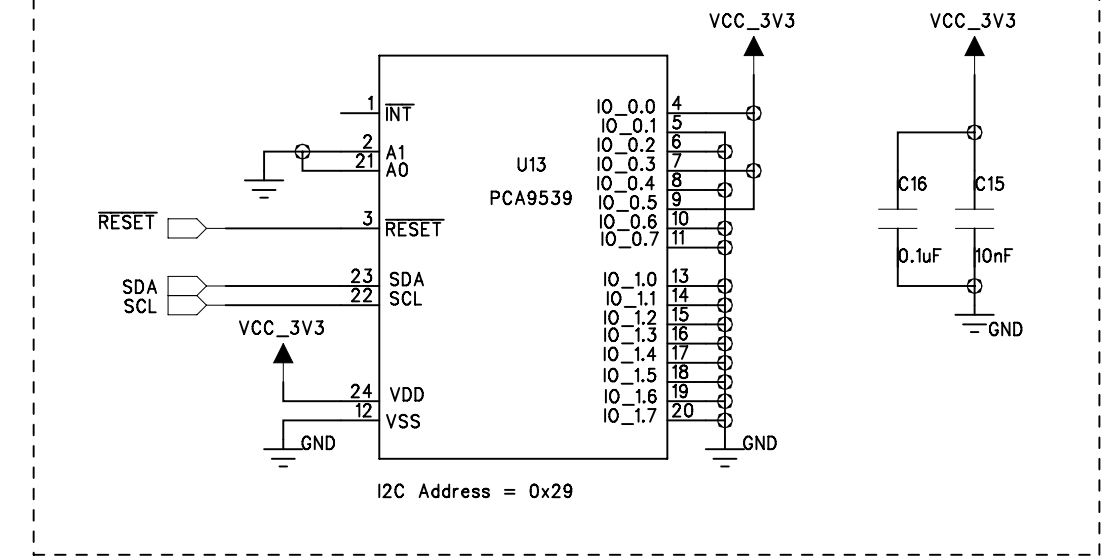 VCC_3V3
VCC_3V3
1 INT
2 A1
21 A0
RESET 3 RESET
SDA 23 SDA
SCL 22 SCL
VCC_3V3
24 VDD
12 VSS
GND
U13
PCA9539
IO_0.0 4
IO_0.1 5
IO_0.2 6
IO_0.3 7
IO_0.4 8
IO_0.5 9
IO_0.6 10
IO_0.7 11
IO_1.0 13
IO_1.1 14
IO_1.2 15
IO_1.3 16
IO_1.4 17
IO_1.5 18
IO_1.6 19
IO_1.7 20
GND
C16 C15
0.1uF 10nF
GND
I2C Address = 0x29